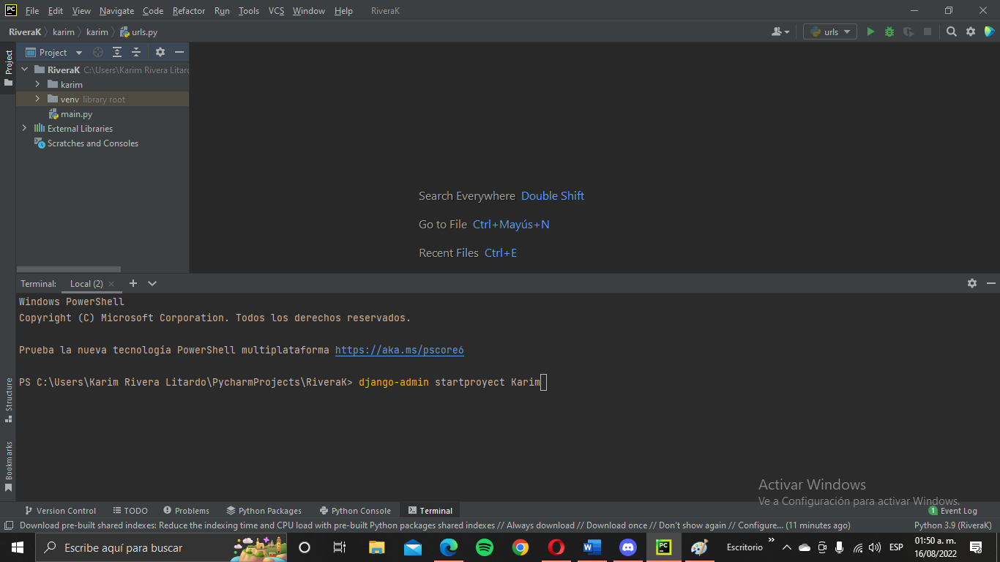 PC File Edit View Navigate Code Refactor Run Tools VCS Window Help RiveraK
RiveraK karim karim urls.py urls
Project
Project
RiveraK C:\Users\Karim Rivera Litard
karim
venv library root
main.py
External Libraries
Scratches and Consoles
Search Everywhere Double Shift
Go to File Ctrl+Mayús+N
Recent Files Ctrl+E
Terminal: Local (2)
Windows PowerShell
Copyright (C) Microsoft Corporation. Todos los derechos reservados.
Prueba la nueva tecnología PowerShell multiplataforma https://aka.ms/pscore6
PS C:\Users\Karim Rivera Litardo\PycharmProjects\RiveraK> django-admin startproyect Karim
Structure
Bookmarks
Activar Windows
Ve a Configuración para activar Windows.
Version Control TODO Problems Python Packages Python Console Terminal 1 Event Log
Download pre-built shared indexes: Reduce the indexing time and CPU load with pre-built Python packages shared indexes // Always download // Download once // Don't show again // Configure... (11 minutes ago) Python 3.9 (RiveraK)
Escribe aquí para buscar W PC Escritorio ESP 01:50 a. m.
16/08/2022